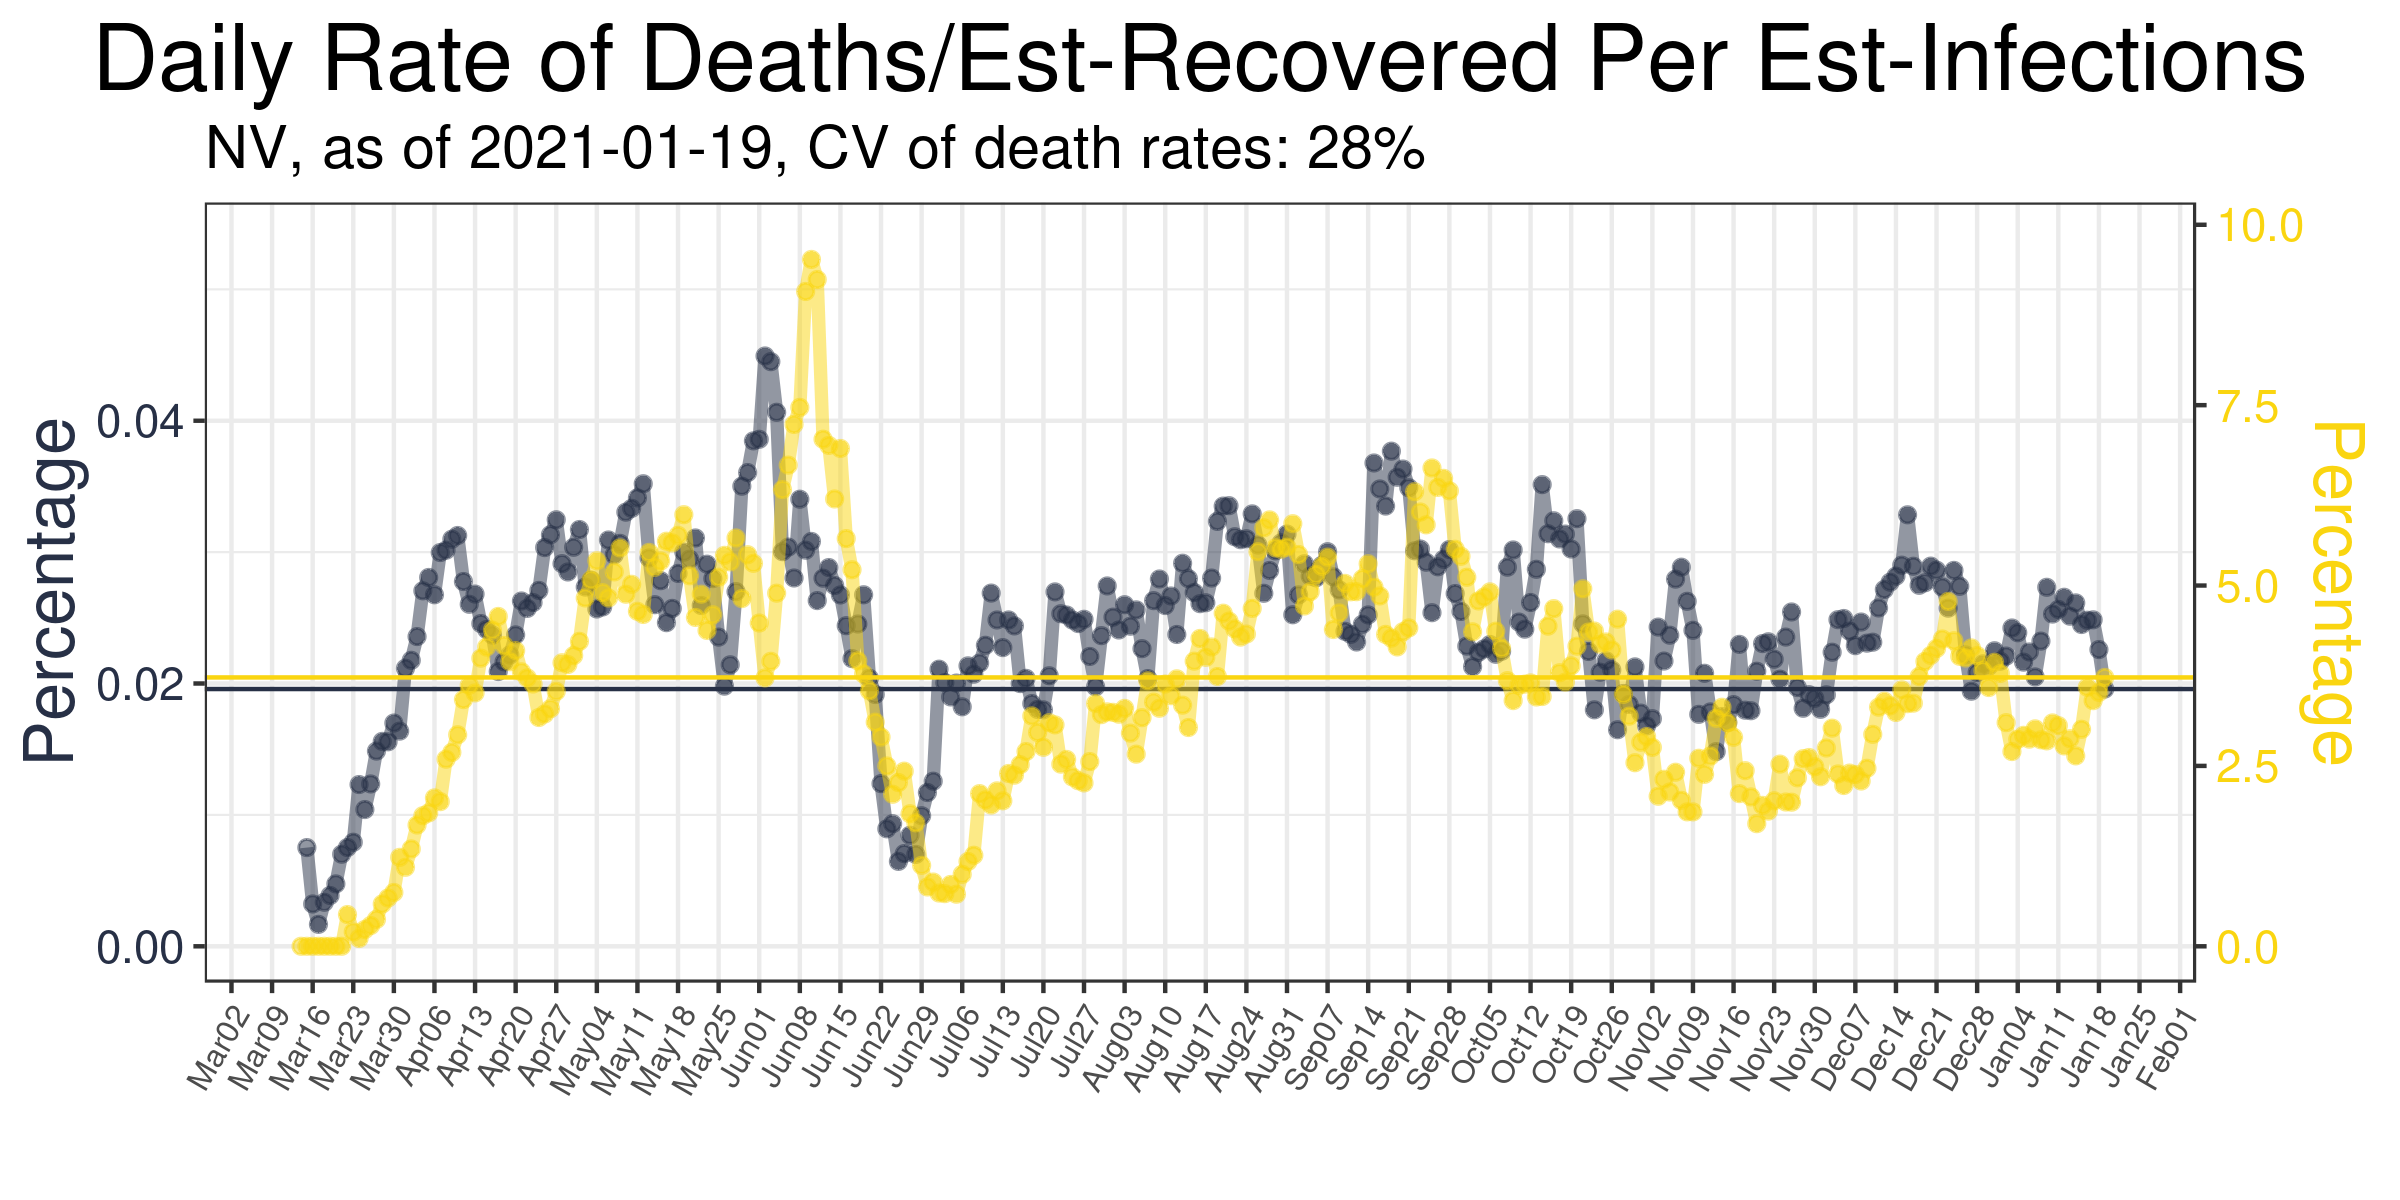 Daily Rate of Deaths/Est-Recovered Per Est-Infections
NV, as of 2021-01-19, CV of death rates: 28%
Percentage
0.04
0.02
0.00
10.0
7.5
5.0
2.5
0.0
Percentage
Mar02
Mar09
Mar16
Mar23
Mar30
Apr06
Apr13
Apr20
Apr27
May04
May11
May18
May25
Jun01
Jun08
Jun15
Jun22
Jun29
Jul06
Jul13
Jul20
Jul27
Aug03
Aug10
Aug17
Aug24
Aug31
Sep07
Sep14
Sep21
Sep28
Oct05
Oct12
Oct19
Oct26
Nov02
Nov09
Nov16
Nov23
Nov30
Dec07
Dec14
Dec21
Dec28
Jan04
Jan11
Jan18
Jan25
Feb01